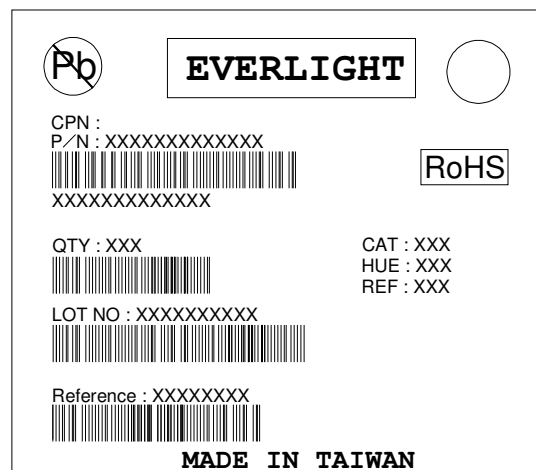 Pb
EVERLIGHT
CPN :
P/N : XXXXXXXXXXXXX
RoHS
XXXXXXXXXXXXX
QTY : XXX
CAT : XXX
HUE : XXX
REF : XXX
LOT NO : XXXXXXXXXX
Reference : XXXXXXXX
MADE IN TAIWAN